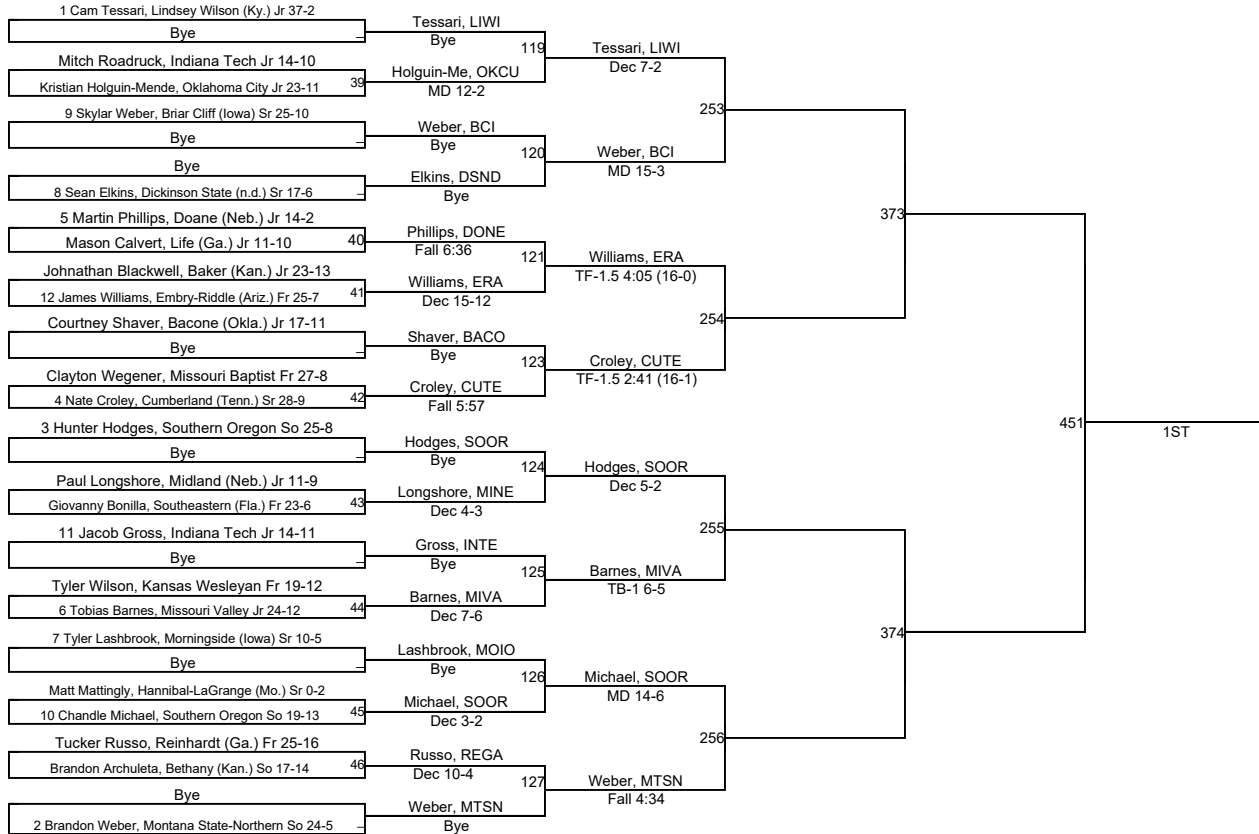 1 Cam Tessari, Lindsey Wilson (Ky.) Jr 37-2
Bye
Mitch Roadruck, Indiana Tech Jr 14-10
Kristian Holguin-Mende, Oklahoma City Jr 23-11
39
9 Skylar Weber, Briar Cliff (Iowa) Sr 25-10
Bye
Bye
8 Sean Elkins, Dickinson State (n.d.) Sr 17-6
5 Martin Phillips, Doane (Neb.) Jr 14-2
Mason Calvert, Life (Ga.) Jr 11-10
40
Johnathan Blackwell, Baker (Kan.) Jr 23-13
12 James Williams, Embry-Riddle (Ariz.) Fr 25-7
41
Courtney Shaver, Bacone (Okla.) Jr 17-11
Bye
Clayton Wegener, Missouri Baptist Fr 27-8
4 Nate Croley, Cumberland (Tenn.) Sr 28-9
42
3 Hunter Hodges, Southern Oregon So 25-8
Bye
Paul Longshore, Midland (Neb.) Jr 11-9
Giovanny Bonilla, Southeastern (Fla.) Fr 23-6
43
11 Jacob Gross, Indiana Tech Jr 14-11
Bye
Tyler Wilson, Kansas Wesleyan Fr 19-12
6 Tobias Barnes, Missouri Valley Jr 24-12
44
7 Tyler Lashbrook, Morningside (Iowa) Sr 10-5
Bye
Matt Mattingly, Hannibal-LaGrange (Mo.) Sr 0-2
10 Chandle Michael, Southern Oregon So 19-13
45
Tucker Russo, Reinhardt (Ga.) Fr 25-16
Brandon Archuleta, Bethany (Kan.) So 17-14
46
Bye
2 Brandon Weber, Montana State-Northern So 24-5
Tessari, LIWI
Bye
119
Holguin-Me, OKCU
MD 12-2
Weber, BCI
Bye
120
Elkins, DSND
Bye
Phillips, DONE
Fall 6:36
121
Williams, ERA
Dec 15-12
Shaver, BACO
Bye
123
Croley, CUTE
Fall 5:57
Hodges, SOOR
Bye
124
Longshore, MINE
Dec 4-3
Gross, INTE
Bye
125
Barnes, MIVA
Dec 7-6
Lashbrook, MOIO
Bye
126
Michael, SOOR
Dec 3-2
Russo, REGA
Dec 10-4
127
Weber, MTSN
Bye
Tessari, LIWI
Dec 7-2
253
Weber, BCI
MD 15-3
Williams, ERA
TF-1.5 4:05 (16-0)
254
Croley, CUTE
TF-1.5 2:41 (16-1)
Hodges, SOOR
Dec 5-2
255
Barnes, MIVA
TB-1 6-5
Michael, SOOR
MD 14-6
256
Weber, MTSN
Fall 4:34
373
374
451
1ST